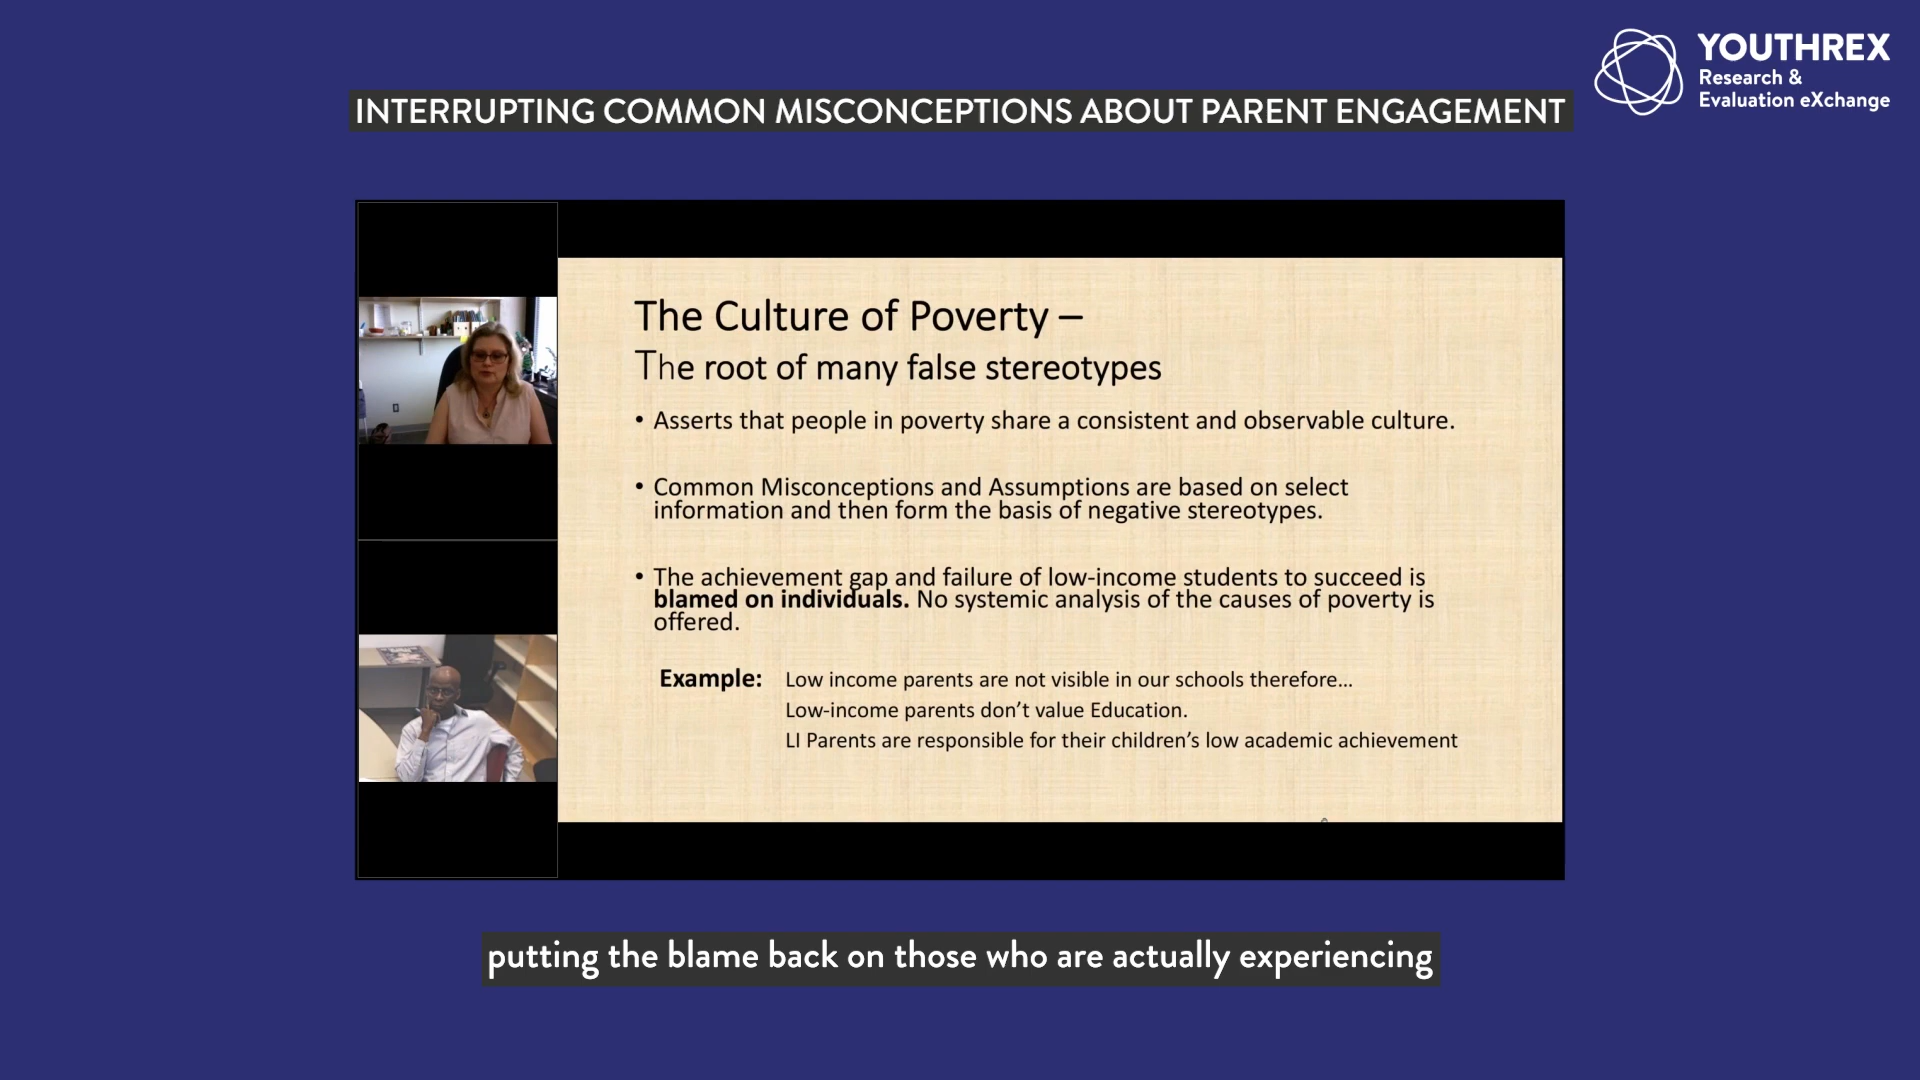 YOUTHREX
Research &
Evaluation eXchange
INTERRUPTING COMMON MISCONCEPTIONS ABOUT PARENT ENGAGEMENT
The Culture of Poverty –
The root of many false stereotypes
• Asserts that people in poverty share a consistent and observable culture.
• Common Misconceptions and Assumptions are based on select
information and then form the basis of negative stereotypes.
• The achievement gap and failure of low-income students to succeed is
blamed on individuals. No systemic analysis of the causes of poverty is
offered.
Example: Low income parents are not visible in our schools therefore...
Low-income parents don't value Education.
LI Parents are responsible for their children's low academic achievement
putting the blame back on those who are actually experiencing